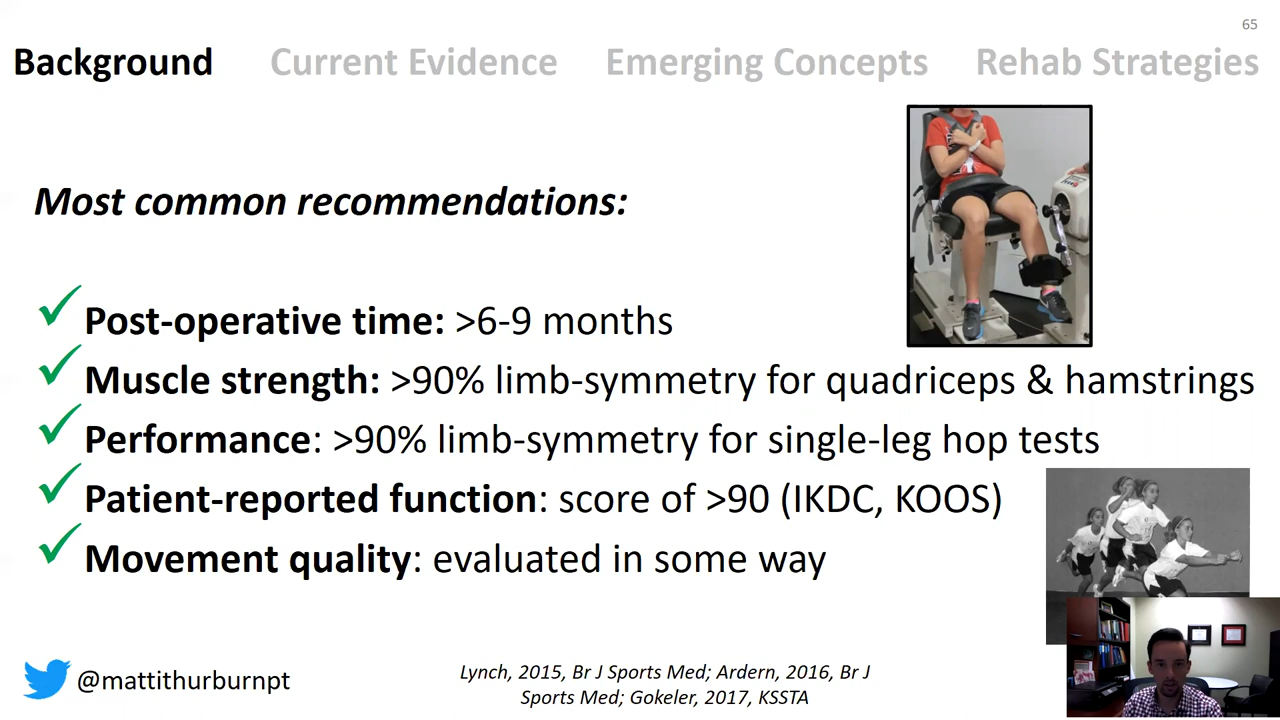 65
Background Current Evidence Emerging Concepts Rehab Strategies
Most common recommendations:
Post-operative time: >6-9 months
Muscle strength: >90% limb-symmetry for quadriceps & hamstrings
Performance: >90% limb-symmetry for single-leg hop tests
Patient-reported function: score of >90 (IKDC, KOOS)
Movement quality: evaluated in some way
@mattithurburnpt
Lynch, 2015, Br J Sports Med; Ardern, 2016, Br J
Sports Med; Gokeler, 2017, KSSTA